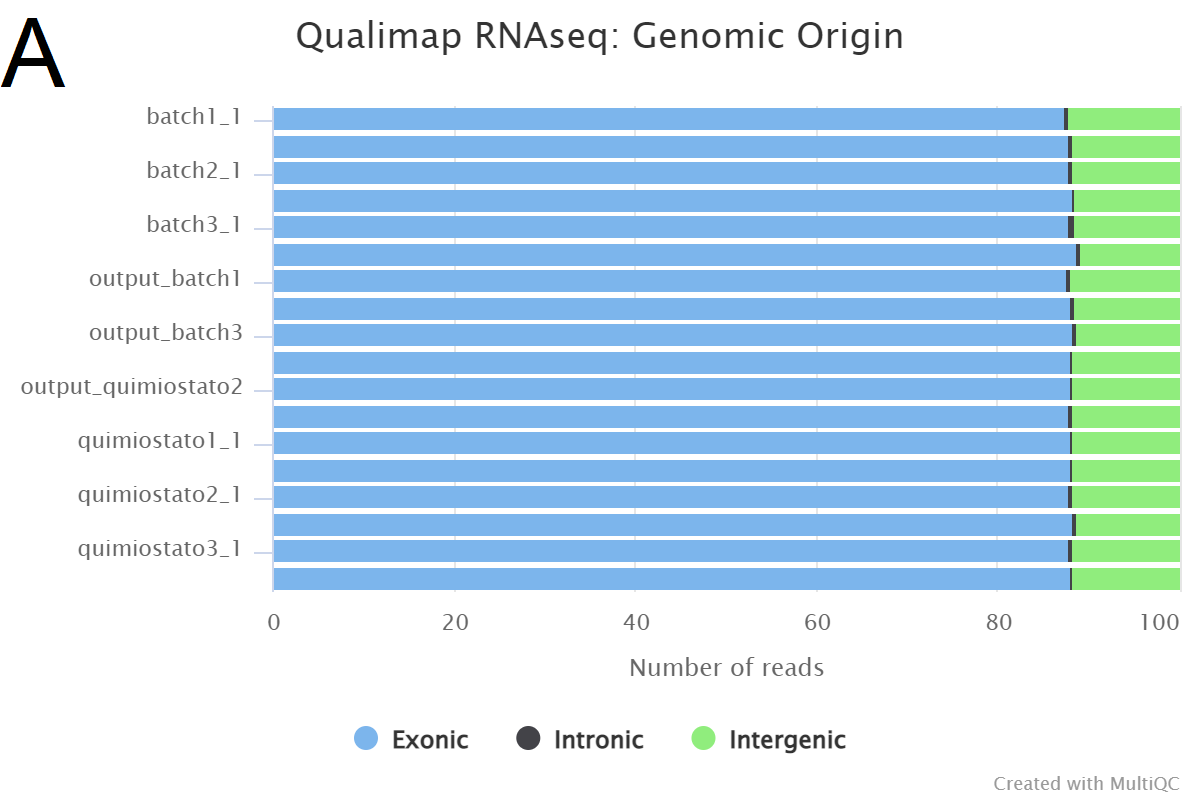 A
Qualimap RNAseq: Genomic Origin
batch1_1
batch2_1
batch3_1
output_batch1
output_batch3
output_quimiostato2
quimiostato1_1
quimiostato2_1
quimiostato3_1
0 20 40 60 80 100
Number of reads
Exonic Intronic Intergenic
Created with MultiQC